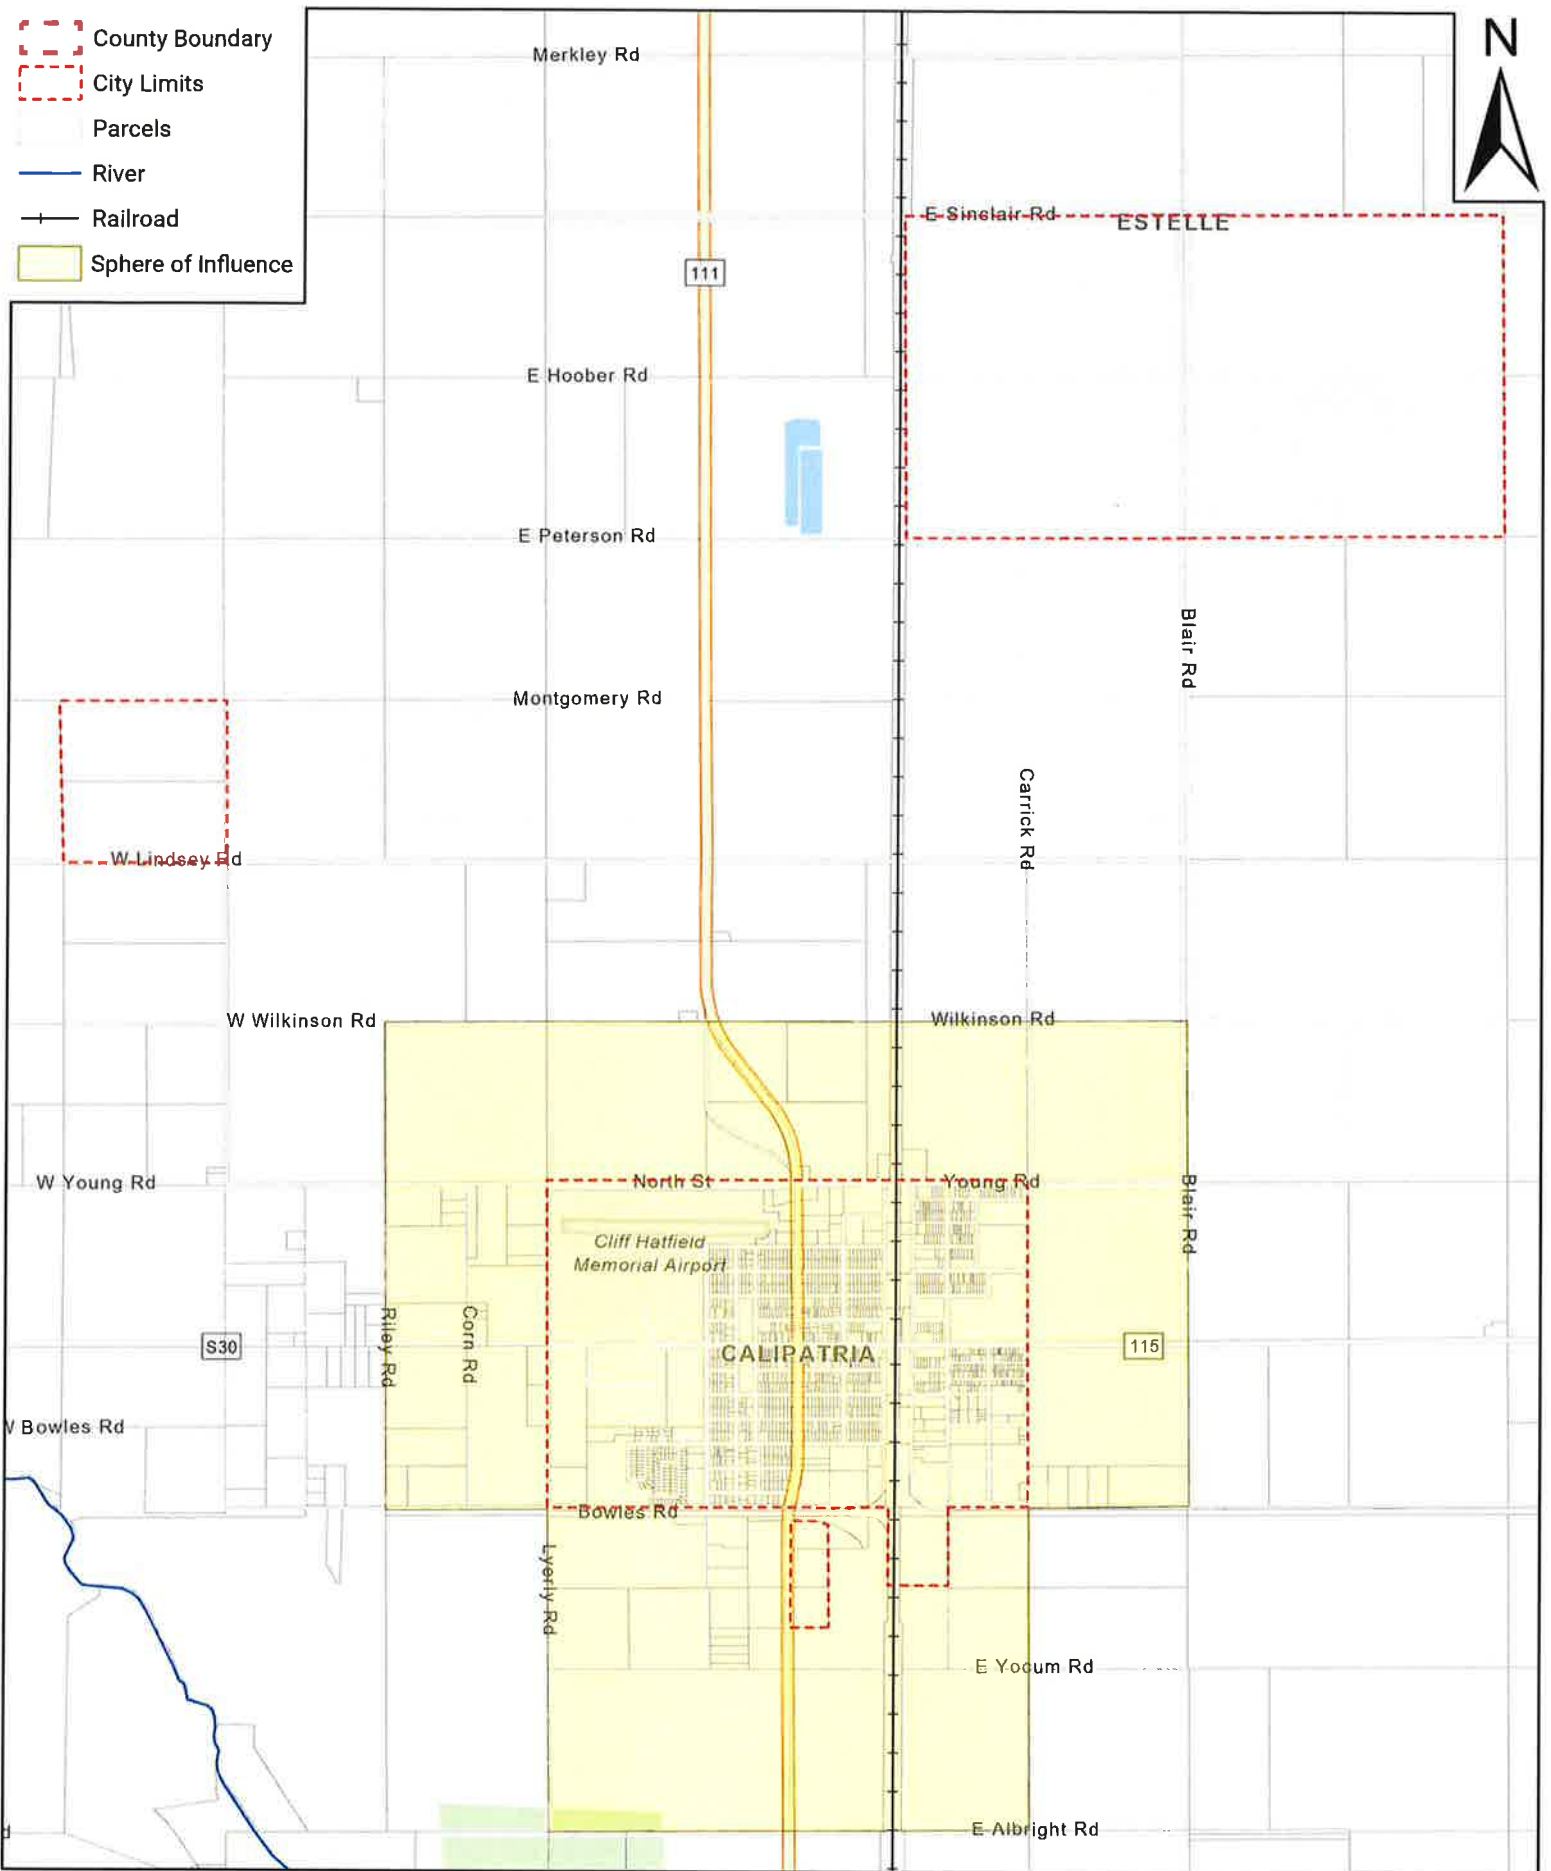 County Boundary
City Limits
Parcels
River
Railroad
Sphere of Influence
N
Merkley Rd
E Sinclair Rd
ESTELLE
111
E Hoober Rd
E Peterson Rd
Blair Rd
Montgomery Rd
Carrick Rd
W Lindsey Rd
W Wilkinson Rd
Wilkinson Rd
W Young Rd
North St
Young Rd
Blair Rd
Cliff Hatfield
Memorial Airport
Riley Rd
Corn Rd
S30
CALIPATRIA
115
Bowles Rd
Bowles Rd
Lyerly Rd
E Yocum Rd
E Albright Rd